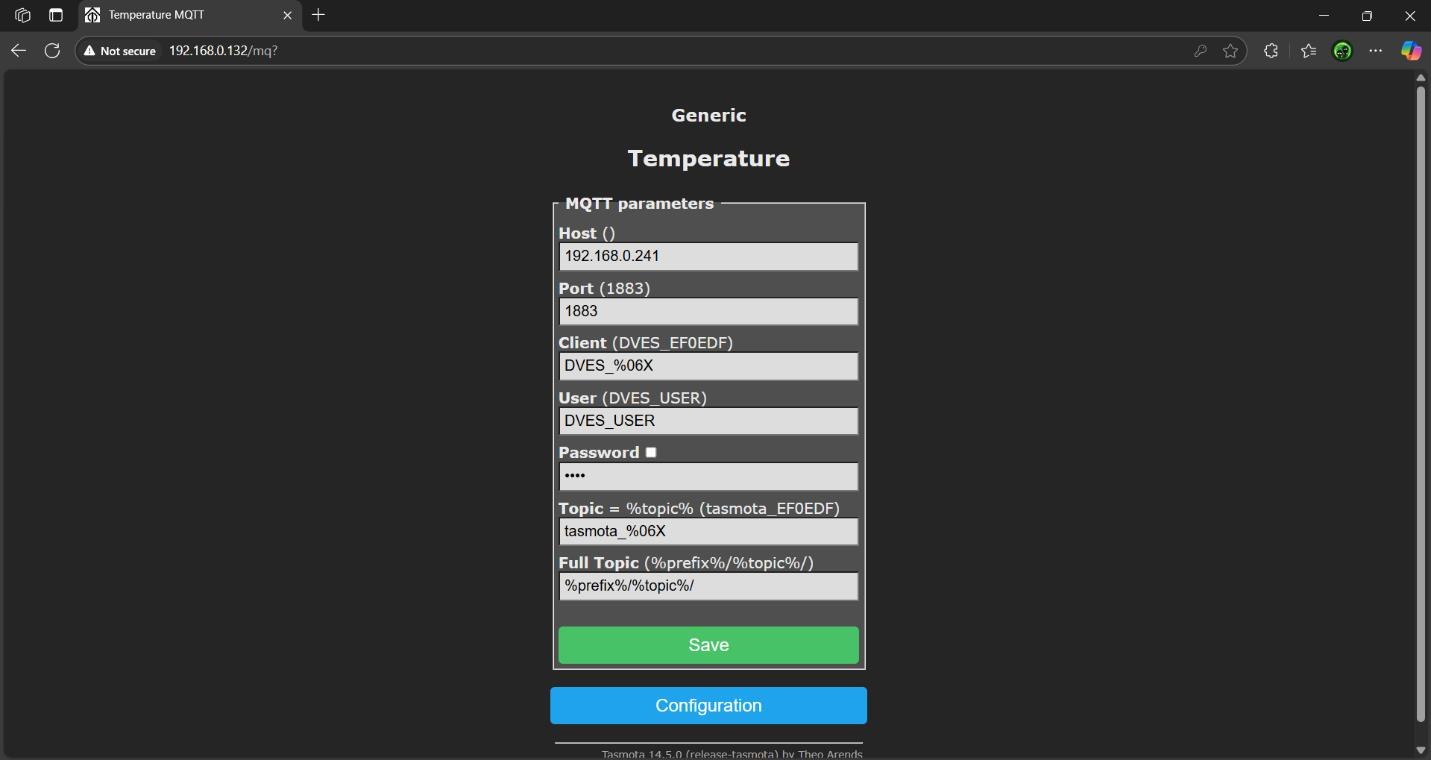 Temperature MQTT
Not secure
192.168.0.132/mq?
Generic
Temperature
MQTT parameters
Host ()
192.168.0.241
Port (1883)
1883
Client (DVES_EF0EDF)
DVES_%06X
User (DVES_USER)
DVES_USER
Password
••••
Topic = %topic% (tasmota_EF0EDF)
tasmota_%06X
Full Topic (%prefix%/%topic%/)
%prefix%/%topic%/
Save
Configuration
Tasmota 14.5.0 (release-tasmota) by Theo Arends